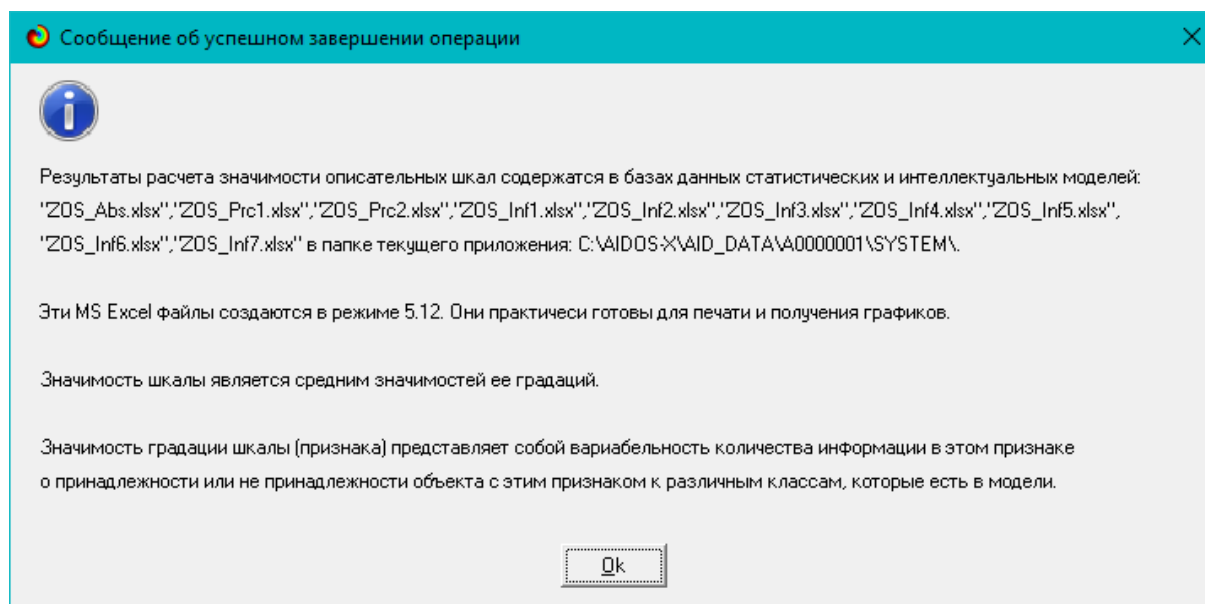 Сообщение об успешном завершении операции
Результаты расчета значимости описательных шкал содержатся в базах данных статистических и интеллектуальных моделей:
"ZOS_Abs.xlsx","ZOS_Prc1.xlsx","ZOS_Prc2.xlsx","ZOS_Inf1.xlsx","ZOS_Inf2.xlsx","ZOS_Inf3.xlsx","ZOS_Inf4.xlsx","ZOS_Inf5.xlsx",
"ZOS_Inf6.xlsx","ZOS_Inf7.xlsx" в папке текущего приложения: C:\AIDOS-X\AID_DATA\A0000001\SYSTEM\.
Эти MS Excel файлы создаются в режиме 5.12. Они практичеси готовы для печати и получения графиков.
Значимость шкалы является средним значимостей ее градаций.
Значимость градации шкалы (признака) представляет собой вариабельность количества информации в этом признаке
о принадлежности или не принадлежности объекта с этим признаком к различным классам, которые есть в модели.
Ok